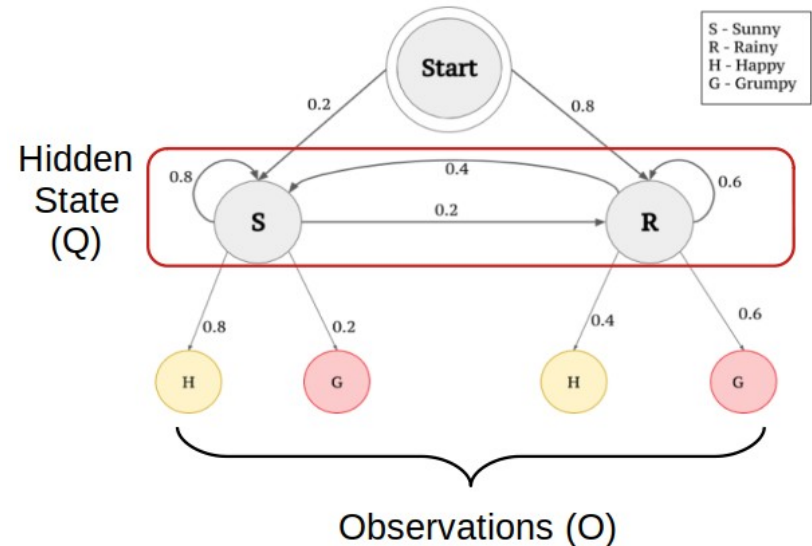 S - Sunny
R - Rainy
H - Happy
G - Grumpy
Start
0.2
0.8
Hidden
State
(Q)
0.8
0.4
0.6
S
0.2
R
0.8
0.2
0.4
0.6
H
G
H
G
Observations (O)